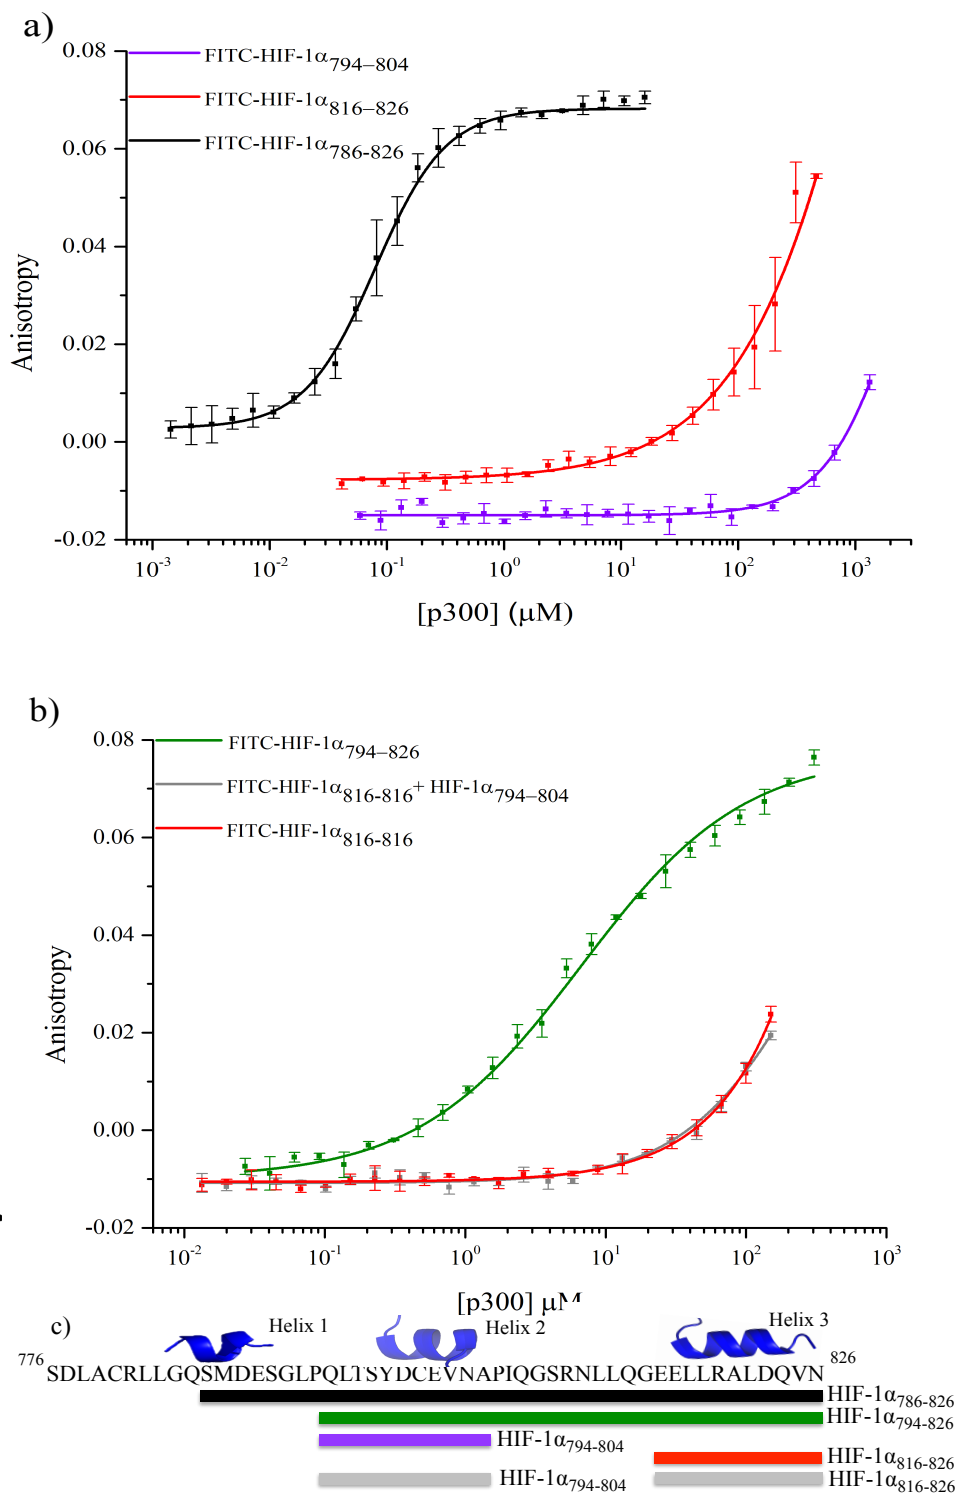 a)
0.08
0.06
0.04
0.02
0.00
-0.02
Anisotropy
FITC-HIF-1α794–804
FITC-HIF-1α816–826
FITC-HIF-1α786–826
10-3 10-2 10-1 100 101 102 103
[p300] (μM)
b)
0.08
0.06
0.04
0.02
0.00
-0.02
Anisotropy
FITC-HIF-1α794–826
FITC-HIF-1α816-816+ HIF-1α794–804
FITC-HIF-1α816-816
10-2 10-1 100 101 102 103
[p300] μM
c)
Helix 1 Helix 2 Helix 3
776 SDLACRLLGQSMDESGLPQLTSYDCEVNAPIQGSRNLLQGEELLRALDQVN 826
HIF-1α786-826
HIF-1α794-826
HIF-1α794-804
HIF-1α816-826
HIF-1α794-804 HIF-1α816-826